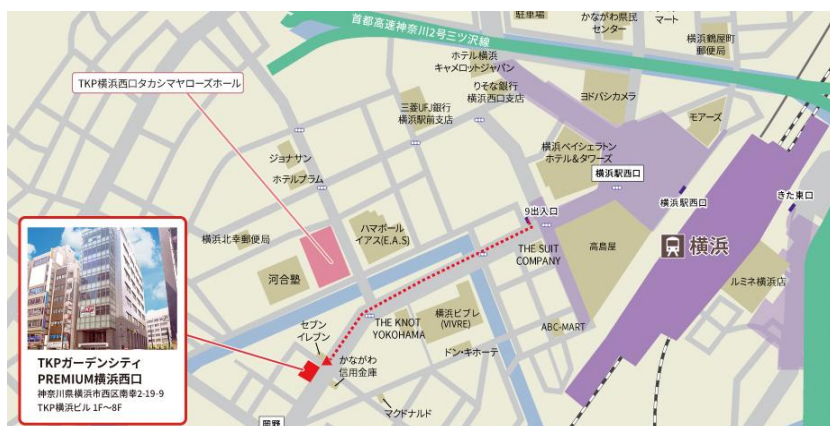 首都高速神奈川2号三ツ沢線
駐車場
かながわ県民
センター
マート
横浜鶴屋町
郵便局
ホテル横浜
キャメロットジャパン
りそな銀行
横浜西口支店
ヨドバシカメラ
モアーズ
TKP横浜西口タカシマヤローズホール
三菱UFJ銀行
横浜駅前支店
横浜ベイシェラトン
ホテル&タワーズ
横浜駅西口
ジョナサン
ホテルプラム
横浜駅西口
きた東口
9出入口
横浜北幸郵便局
ハマボール
イアス(E.A.S)
THE SUIT
COMPANY
高島屋
横浜
河合塾
ルミネ横浜店
THE KNOT
YOKOHAMA
横浜ビブレ
(VIVRE)
ABC-MART
セブン
イレブン
かながわ
信用金庫
ドン・キホーテ
マクドナルド
岡野
TKPガーデンシティ
PREMIUM横浜西口
神奈川県横浜市西区南幸2-19-9
TKP横浜ビル 1F〜8F